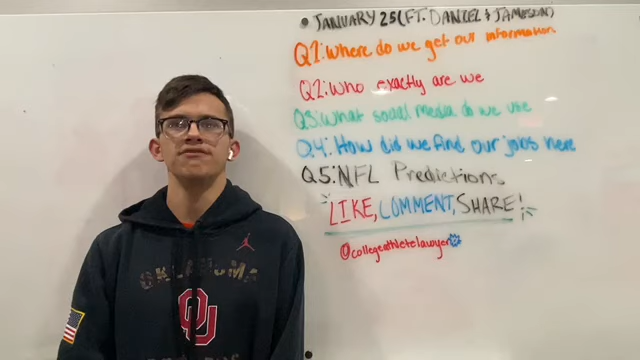 • JANUARY 25 (FT. DANIEL & JAMESON)
Q1: Where do we get our information
Q2: Who exactly are we
Q3: What social media do we use
Q4: How did we find our jobs here
Q5: NFL Predictions
LIKE, COMMENT, SHARE!
@collegeathletelawyer
OKLAHOMA
OU